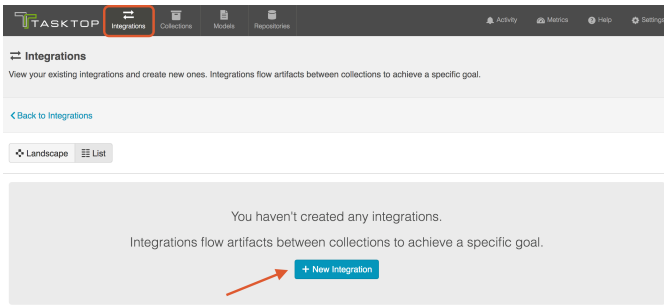 TASKTOP
Integrations
Collections
Models
Repositories
Activity
Metrics
Help
Settings
Integrations
View your existing integrations and create new ones. Integrations flow artifacts between collections to achieve a specific goal.
Back to Integrations
Landscape
List
You haven't created any integrations.
Integrations flow artifacts between collections to achieve a specific goal.
+ New Integration